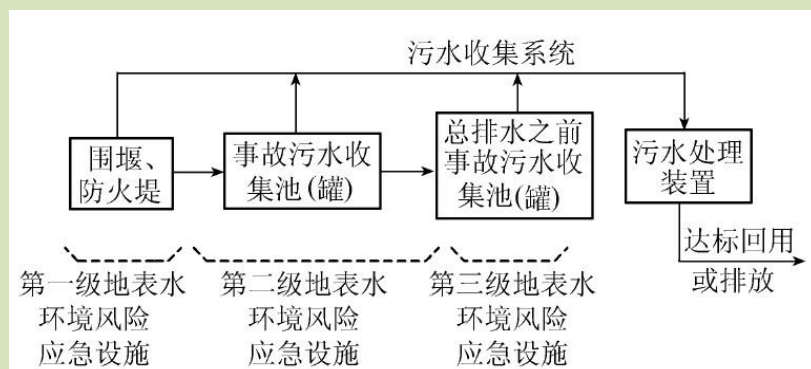 污水收集系统
围堰、
防火堤
事故污水收
集池(罐)
总排水之前
事故污水收
集池(罐)
污水处理
装置
达标回用
或排放
第一级地表水
环境风险
应急设施
第二级地表水
环境风险
应急设施
第三级地表水
环境风险
应急设施